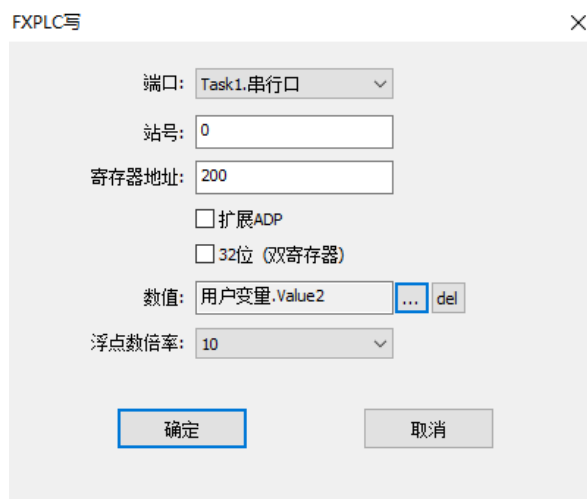 FXPLC写
端口: Task1.串行口
站号: 0
寄存器地址: 200
扩展ADP
32位 (双寄存器)
数值: 用户变量.Value2 ... del
浮点数倍率: 10
确定 取消